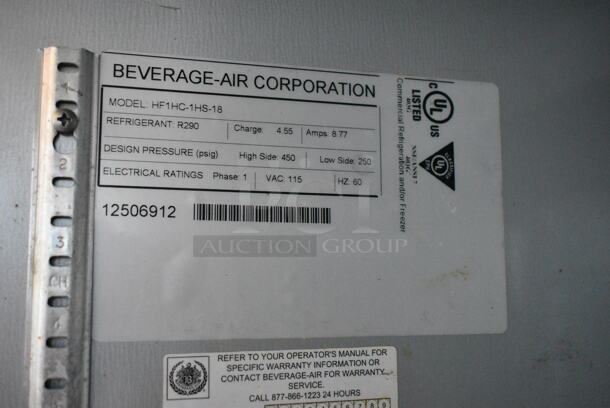 BEVERAGE-AIR CORPORATION
MODEL: HF1HC-1HS-18
REFRIGERANT: R290 Charge: 4.55 Amps: 8.77
DESIGN PRESSURE (psig) High Side: 450 Low Side: 250
ELECTRICAL RATINGS Phase: 1 VAC: 115 HZ: 60
12506912
C UL US
LISTED
Commercial Refrigeration and/or Freezer
PCI
AUCTION GROUP
2
3
REFER TO YOUR OPERATOR'S MANUAL FOR
SPECIFIC WARRANTY INFORMATION OR
CONTACT BEVERAGE-AIR FOR WARRANTY
SERVICE.
CALL 877-866-1223 24 HOURS